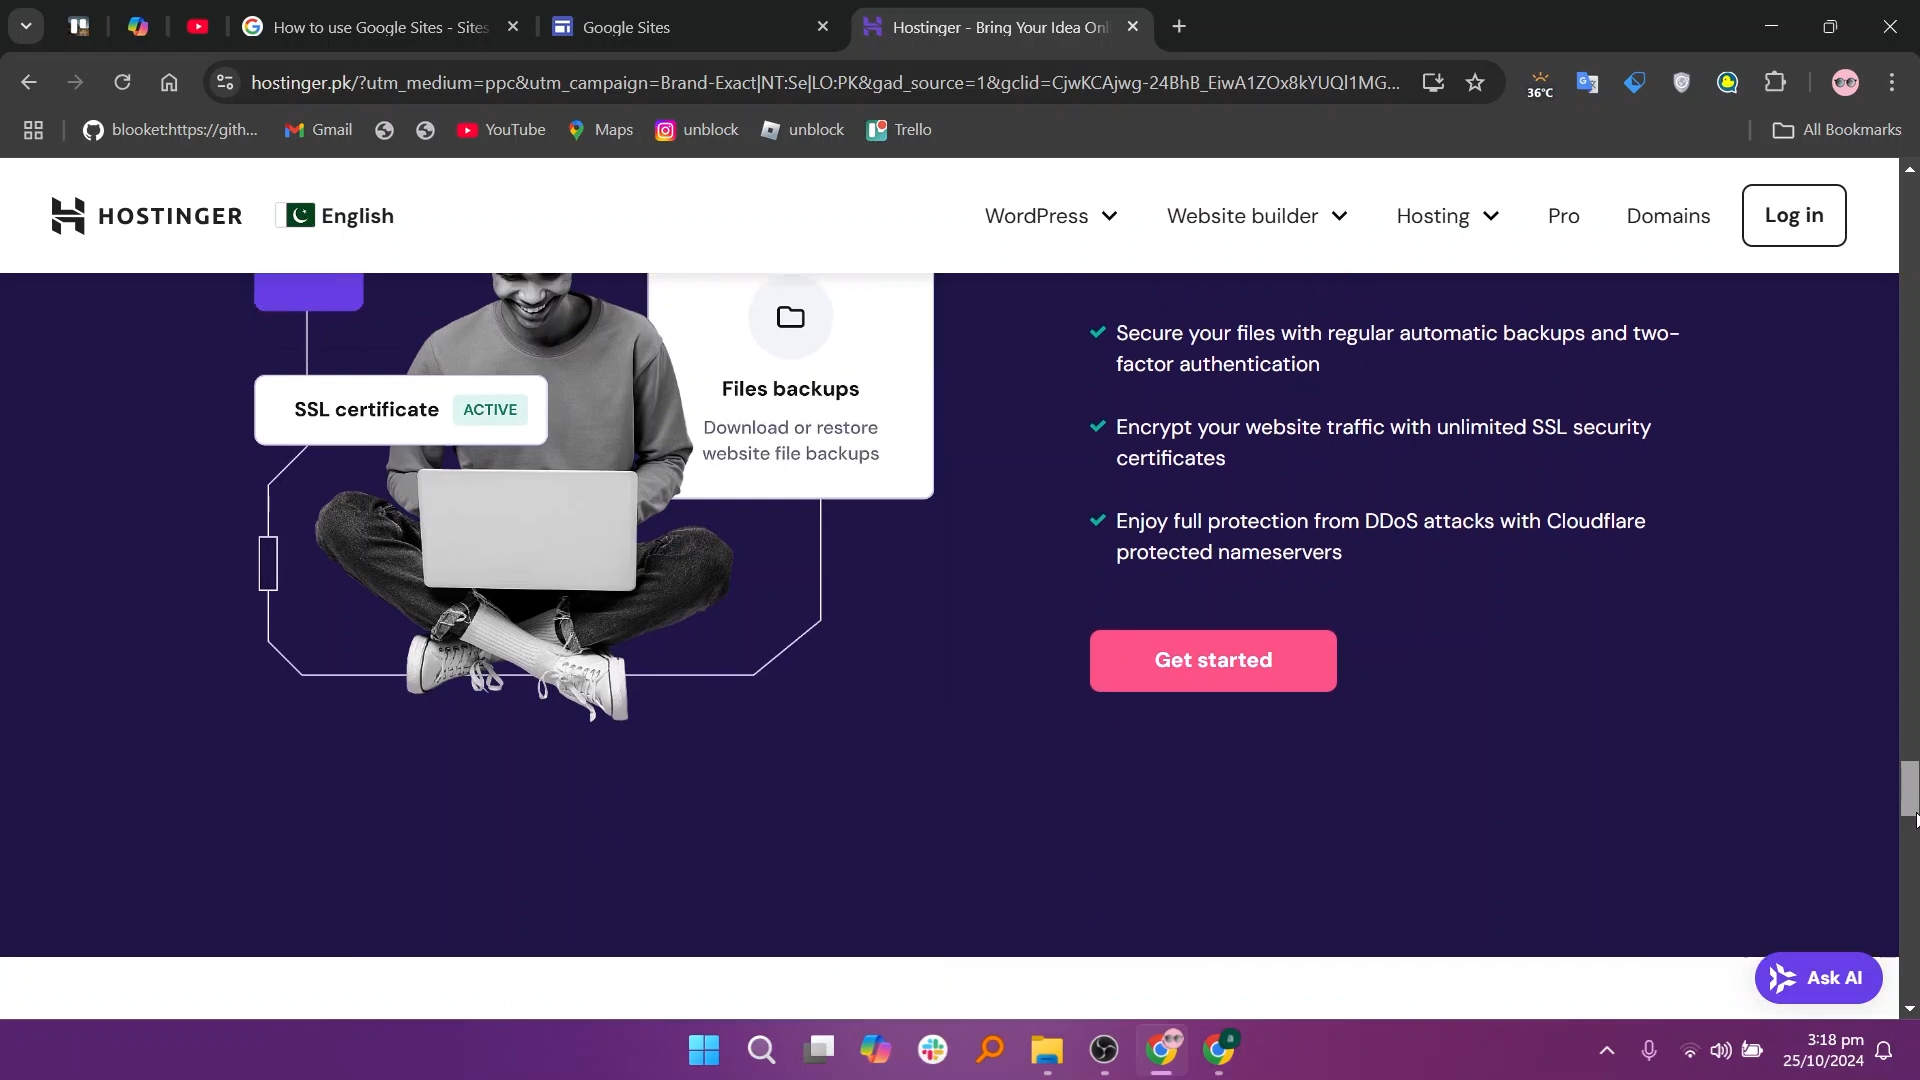 How to use Google Sites - Sites
Google Sites
Hostinger - Bring Your Idea Onl
hostinger.pk/?utm_medium=ppc&utm_campaign=Brand-Exact|NT:Se|LO:PK&gad_source=1&gclid=CjwKCAjwg-24BhB_EiwA1ZOx8kYUQl1MG...
36°C
blooket:https://gith...
Gmail
YouTube
Maps
unblock
unblock
Trello
All Bookmarks
HOSTINGER
English
WordPress
Website builder
Hosting
Pro
Domains
Log in
SSL certificate ACTIVE
Files backups
Download or restore
website file backups
Secure your files with regular automatic backups and two-
factor authentication
Encrypt your website traffic with unlimited SSL security
certificates
Enjoy full protection from DDoS attacks with Cloudflare
protected nameservers
Get started
Ask AI
3:18 pm
25/10/2024